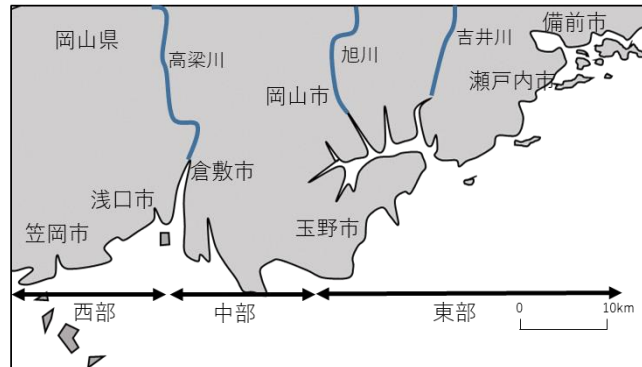 備前市
岡山県
吉井川
高梁川
旭川
瀬戸内市
岡山市
倉敷市
浅口市
玉野市
笠岡市
西部
中部
東部
0 10km